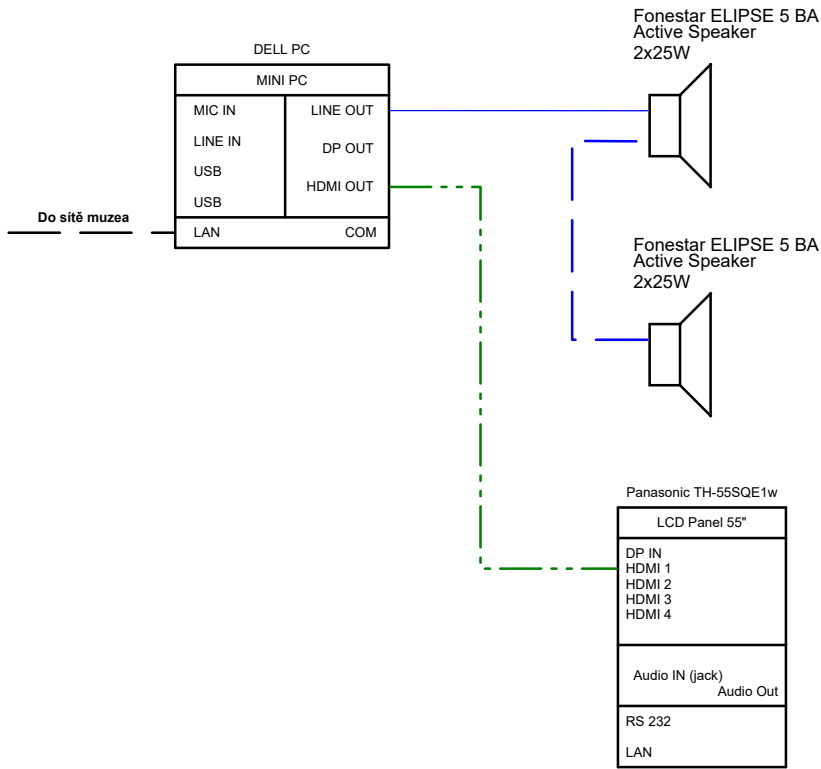 Fonestar ELIPSE 5 BA
Active Speaker
2x25W
DELL PC
MINI PC
MIC IN
LINE OUT
LINE IN
DP OUT
USB
HDMI OUT
USB
Do sítě muzea
LAN
COM
Fonestar ELIPSE 5 BA
Active Speaker
2x25W
Panasonic TH-55SQE1w
LCD Panel 55"
DP IN
HDMI 1
HDMI 2
HDMI 3
HDMI 4
Audio IN (jack)
Audio Out
RS 232
LAN